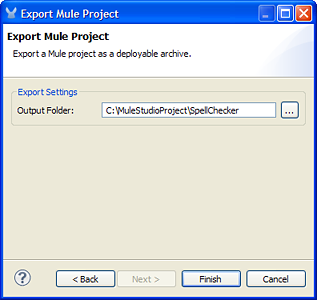 Export Mule Project
Export Mule Project
Export a Mule project as a deployable archive.
Export Settings
Output Folder: C:\MuleStudioProject\SpellChecker ...
? < Back Next > Finish Cancel